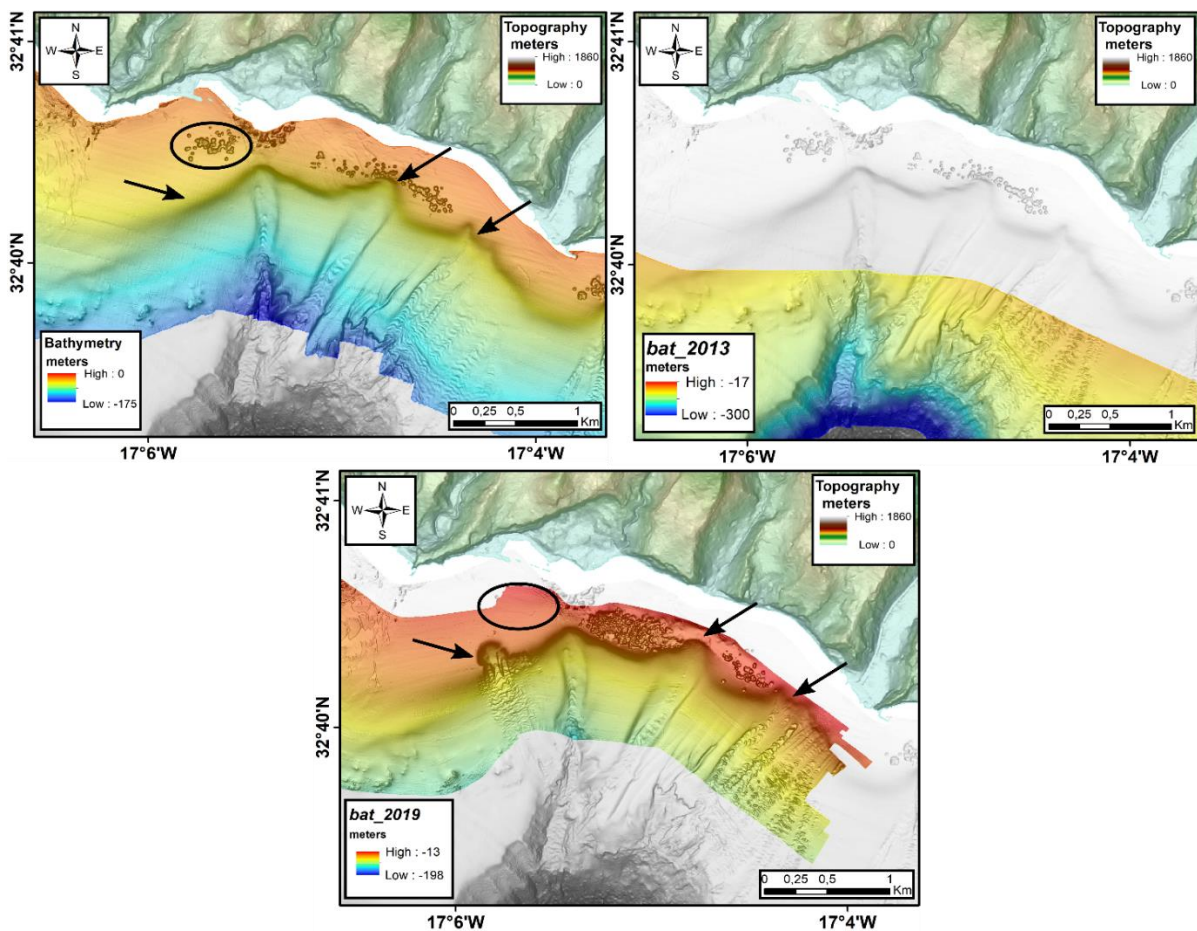 32°41'N
N
W E
S
Topography
meters
High : 1860
Low : 0
32°40'N
Bathymetry
meters
High : 0
Low : -175
0 0,25 0,5 1
Km
17°6'W
17°4'W
32°41'N
N
W E
S
Topography
meters
High : 1860
Low : 0
32°40'N
bat_2013
meters
High : -17
Low : -300
0 0,25 0,5 1
Km
17°6'W
17°4'W
32°41'N
N
W E
S
Topography
meters
High : 1860
Low : 0
32°40'N
bat_2019
meters
High : -13
Low : -198
0 0,25 0,5 1
Km
17°6'W
17°4'W